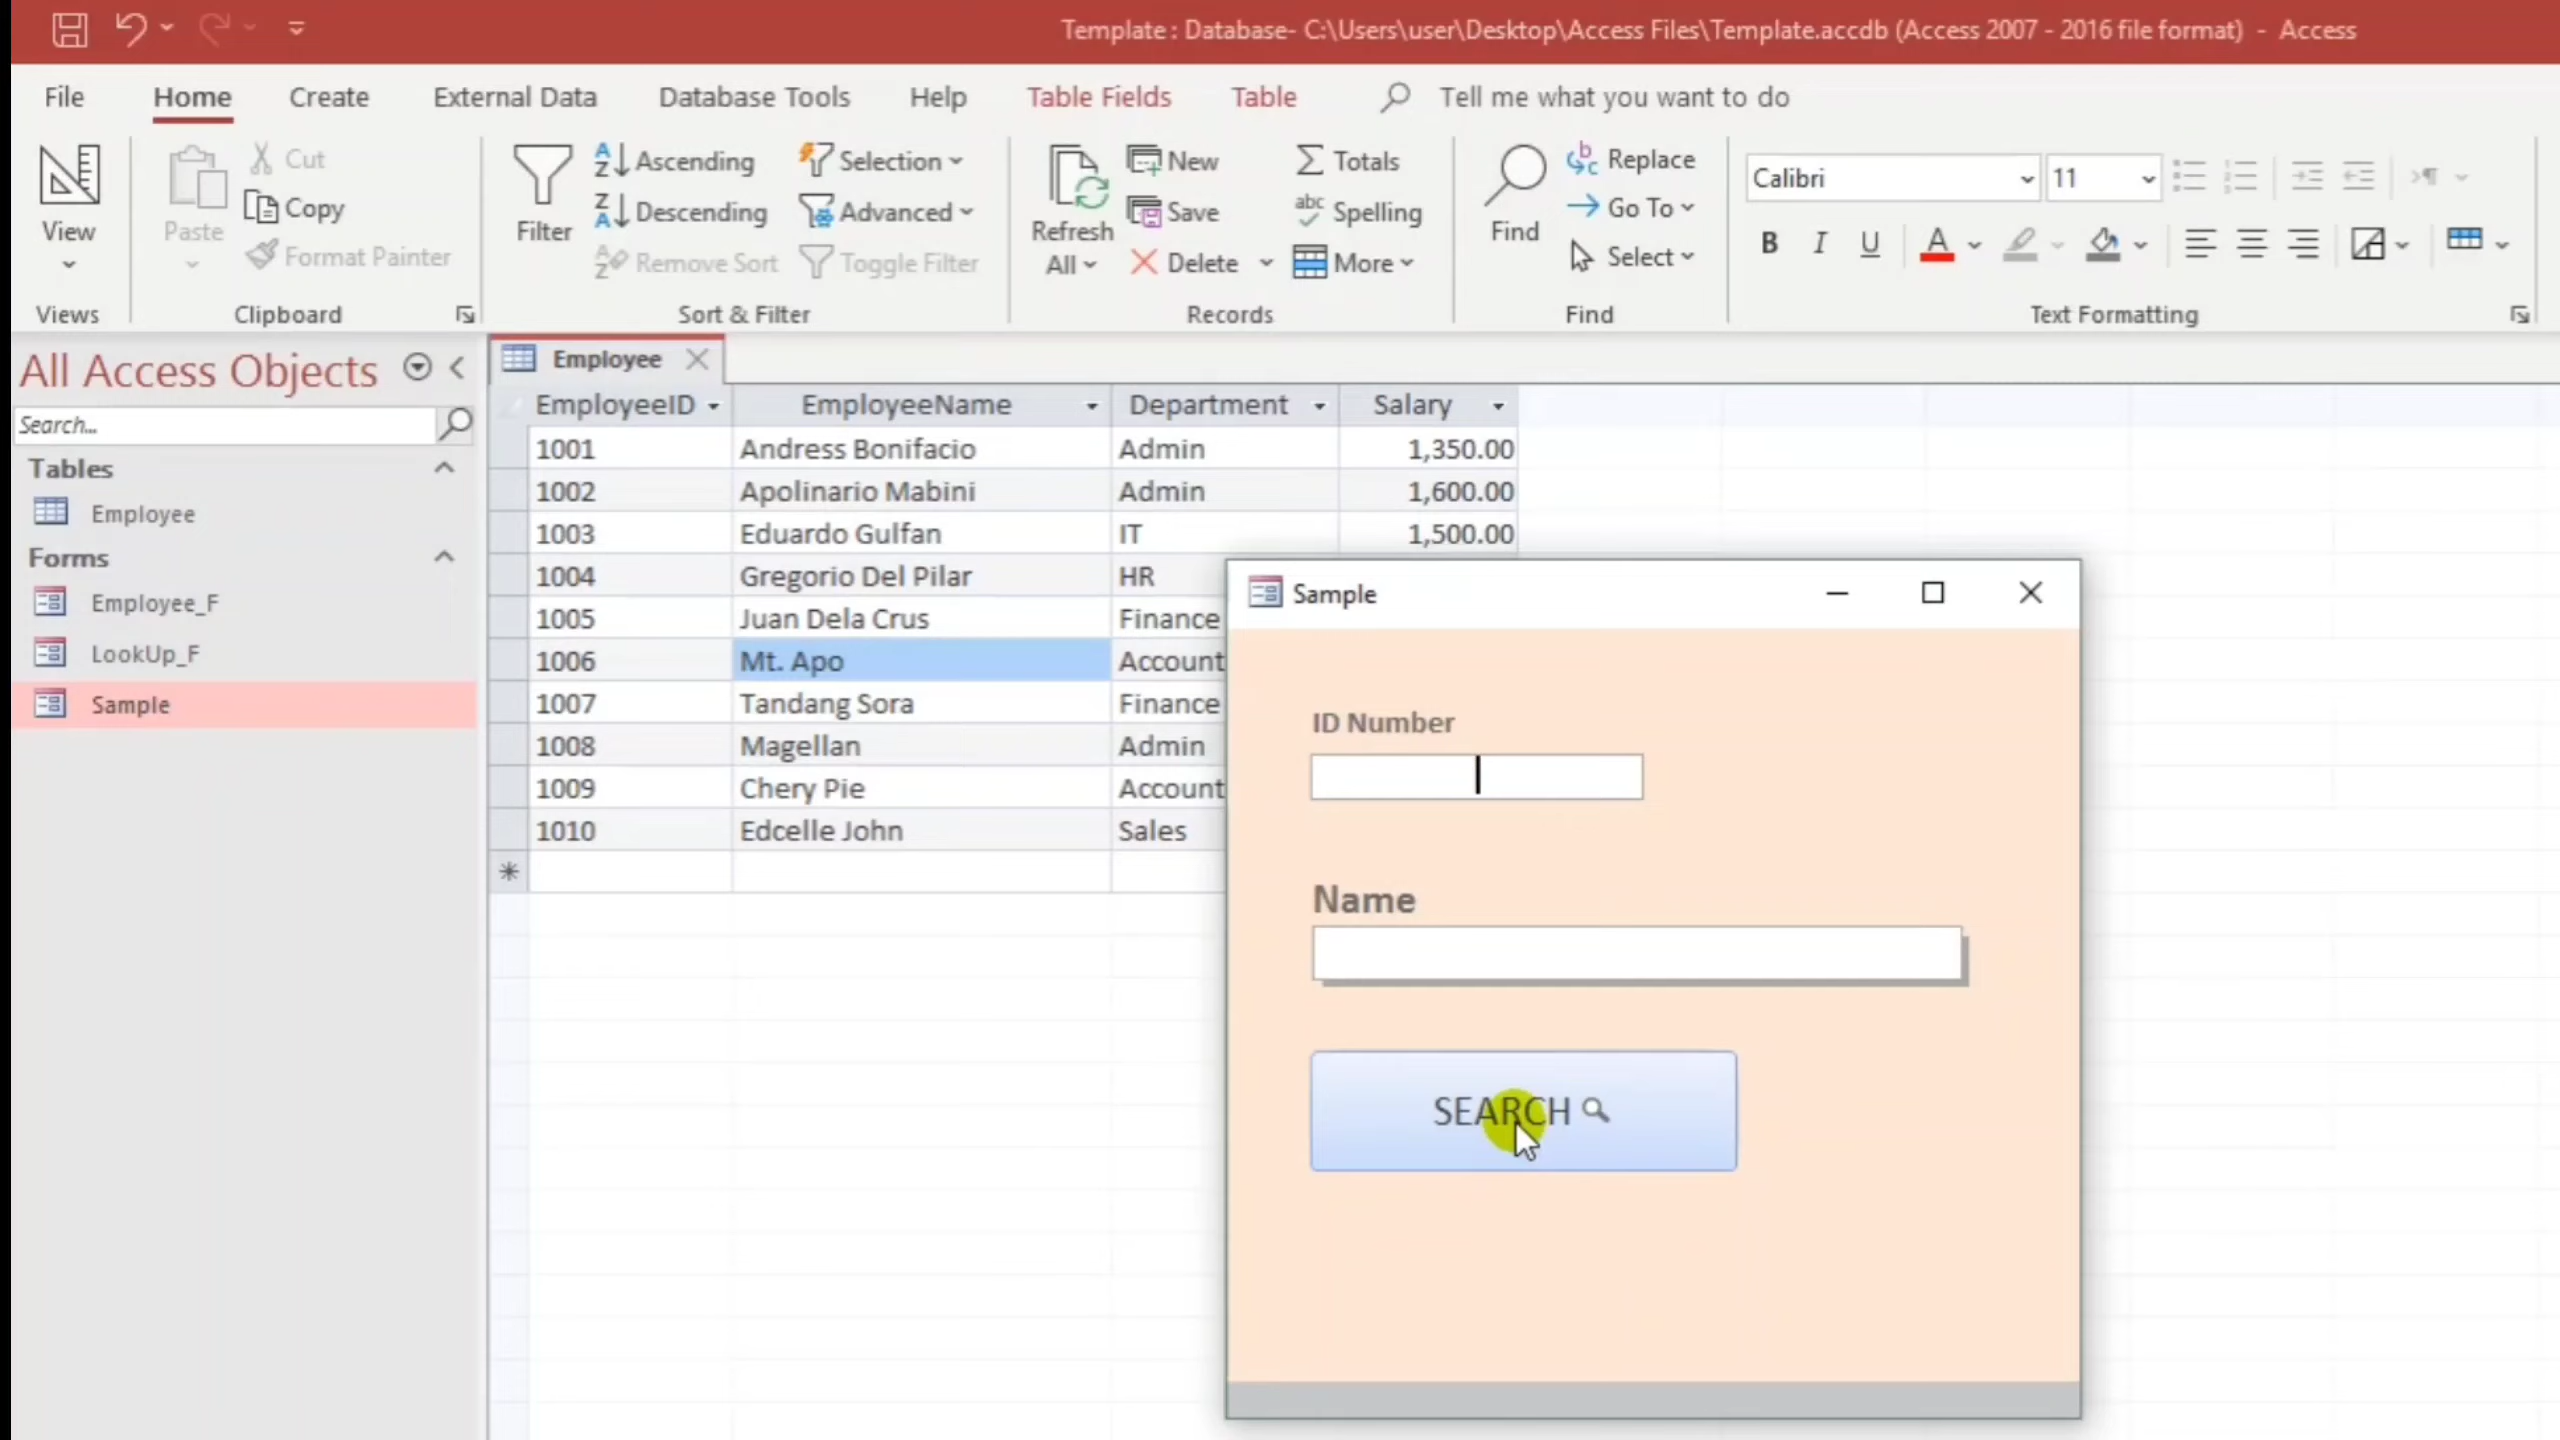 Template : Database- C:\Users\user\Desktop\Access Files\Template.accdb (Access 2007 - 2016 file format) - Access
File Home Create External Data Database Tools Help Table Fields Table Tell me what you want to do
View
Views
Paste
Cut
Copy
Format Painter
Clipboard
Filter
Ascending
Descending
Remove Sort
Selection
Advanced
Toggle Filter
Sort & Filter
Refresh
All
New
Save
Delete
Totals
Spelling
More
Records
Find
Replace
Go To
Select
Find
Calibri 11
B I U A
Text Formatting
All Access Objects
Search...
Tables
Employee
Forms
Employee_F
LookUp_F
Sample
Employee
EmployeeID EmployeeName Department Salary
1001 Andress Bonifacio Admin 1,350.00
1002 Apolinario Mabini Admin 1,600.00
1003 Eduardo Gulfan IT 1,500.00
1004 Gregorio Del Pilar HR
1005 Juan Dela Crus Finance
1006 Mt. Apo Account
1007 Tandang Sora Finance
1008 Magellan Admin
1009 Chery Pie Account
1010 Edcelle John Sales
Sample
ID Number
Name
SEARCH